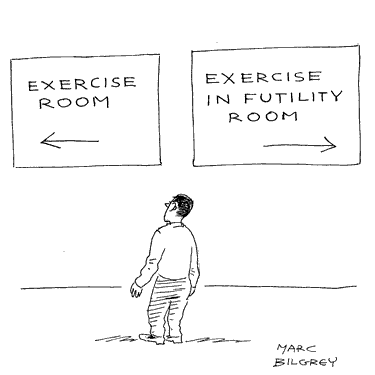 EXERCISE
ROOM
EXERCISE
IN FUTILITY
ROOM
MARC
BILGREY